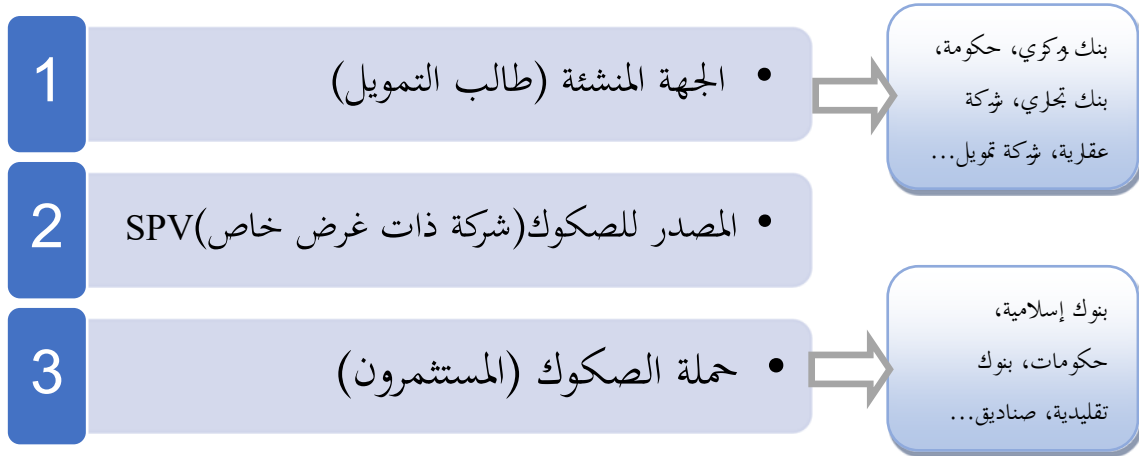 1
• الجهة المنشئة (طالب التمويل)
بنك مركزي، حكومة،
بنك تجاري، شركة
عقارية، شركة تمويل...
2
• المصدر للصكوك(شركة ذات غرض خاص)SPV
3
• حملة الصكوك (المستثمرون)
بنوك إسلامية،
حكومات، بنوك
تقليدية، صناديق...